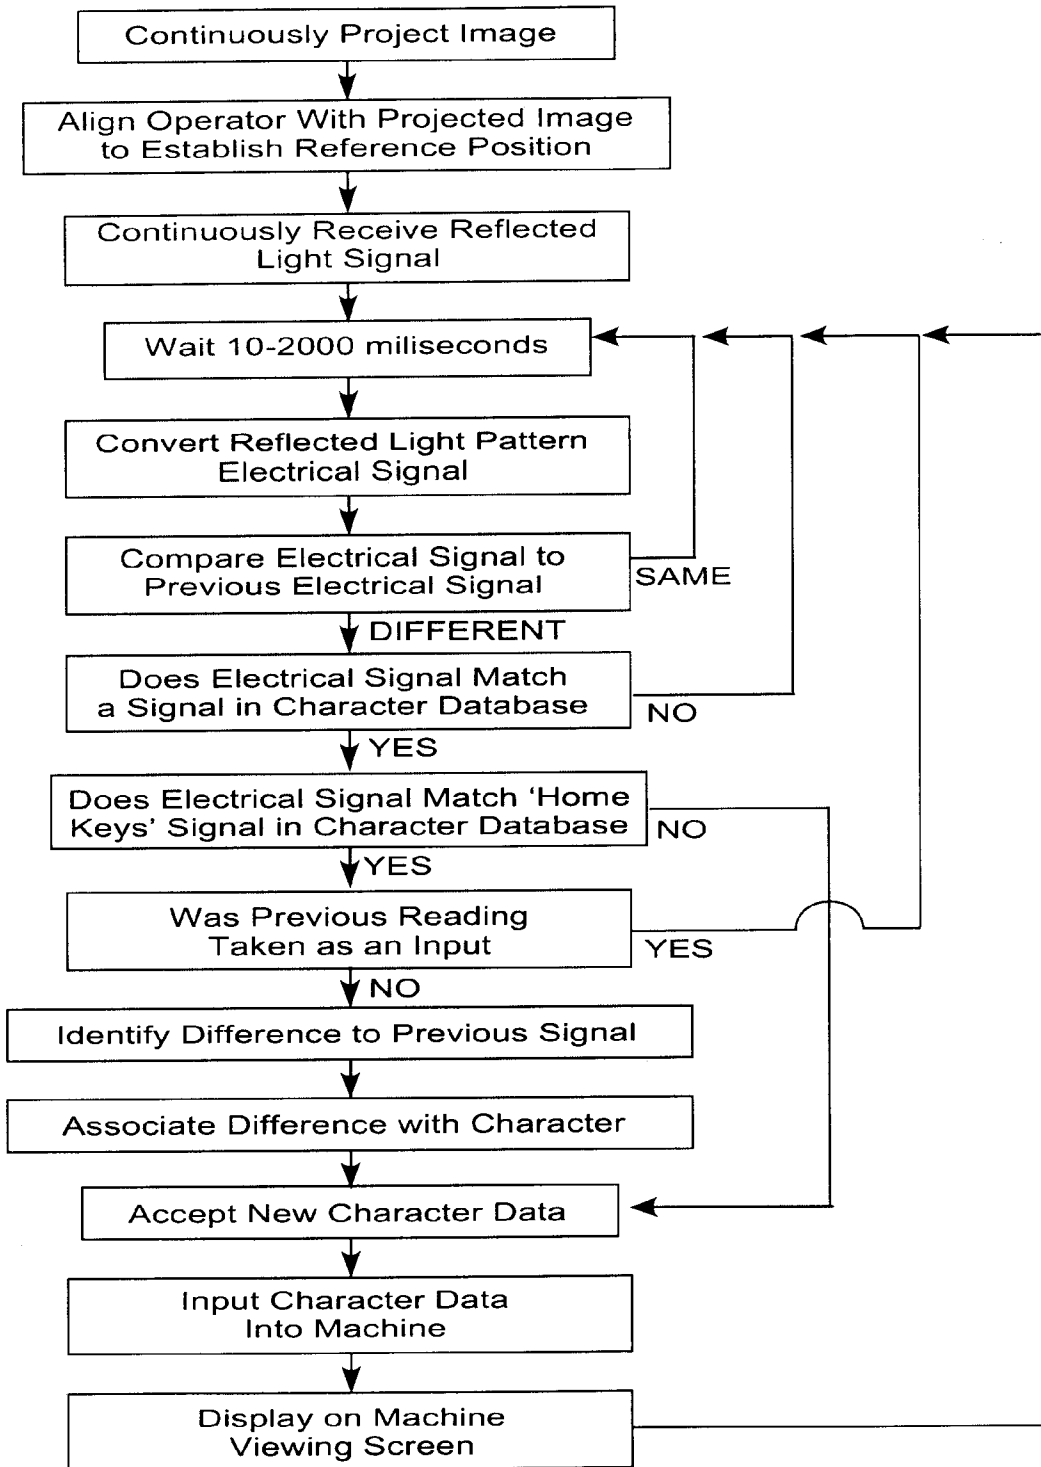 Continuously Project Image
Align Operator With Projected Image
to Establish Reference Position
Continuously Receive Reflected
Light Signal
Wait 10-2000 miliseconds
Convert Reflected Light Pattern
Electrical Signal
Compare Electrical Signal to
Previous Electrical Signal
SAME
DIFFERENT
Does Electrical Signal Match
a Signal in Character Database
NO
YES
Does Electrical Signal Match ‘Home
Keys’ Signal in Character Database
NO
YES
Was Previous Reading
Taken as an Input
YES
NO
Identify Difference to Previous Signal
Associate Difference with Character
Accept New Character Data
Input Character Data
Into Machine
Display on Machine
Viewing Screen